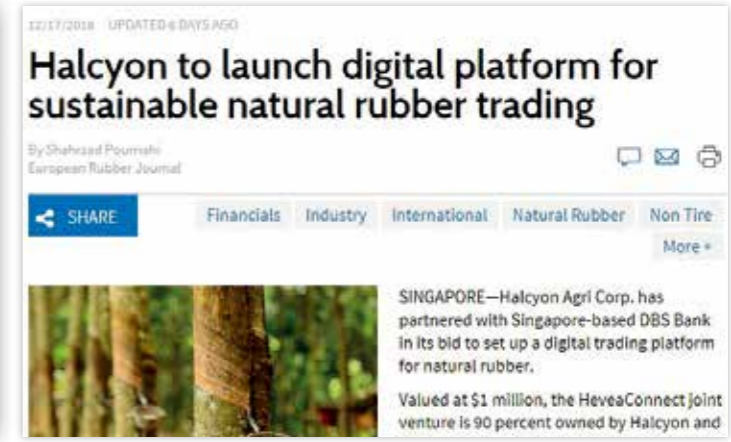 12/17/2018 UPDATED 6 DAYS AGO
Halcyon to launch digital platform for
sustainable natural rubber trading
By Shahrzad Pourriahi
European Rubber Journal
SHARE
Financials Industry International Natural Rubber Non Tire
More +
SINGAPORE—Halcyon Agri Corp. has
partnered with Singapore-based DBS Bank
in its bid to set up a digital trading platform
for natural rubber.
Valued at $1 million, the HeveaConnect joint
venture is 90 percent owned by Halcyon and